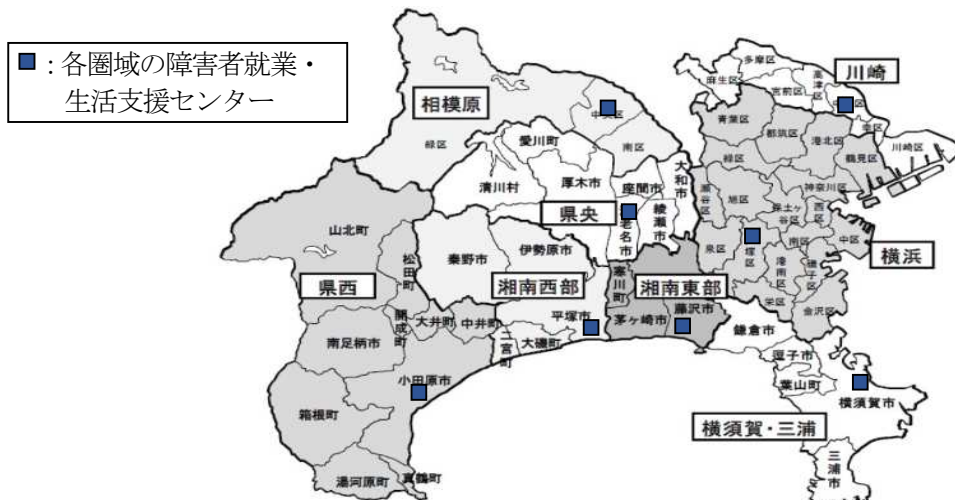 ■：各圏域の障害者就業・
生活支援センター
相模原
緑区
中央区
南区
愛川町
清川村
厚木市
座間市
大和市
綾瀬市
老名市
県央
川崎
麻生区
多摩区
宮前区
高津区
幸区
川崎区
横浜
青葉区
都筑区
港北区
鶴見区
緑区
神奈川区
瀬谷区
旭区
保土ヶ谷区
西区
中区
南区
泉区
塚区
港南区
磯子区
栄区
金沢区
県西
山北町
松田町
開成町
大井町
中井町
南足柄市
小田原市
箱根町
湯河原町
真鶴町
湘南西部
秦野市
伊勢原市
平塚市
二宮町
大磯町
湘南東部
寒川町
茅ヶ崎市
藤沢市
横須賀・三浦
鎌倉市
逗子市
葉山町
横須賀市
三浦市